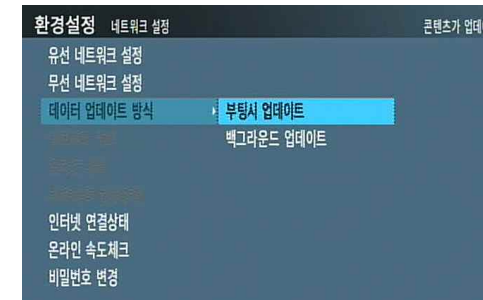 환경설정 네트워크 설정 콘텐츠가 업데이
유선 네트워크 설정
무선 네트워크 설정
데이터 업데이트 방식 부팅시 업데이트
백그라운드 업데이트
인터넷 연결상태
온라인 속도체크
비밀번호 변경